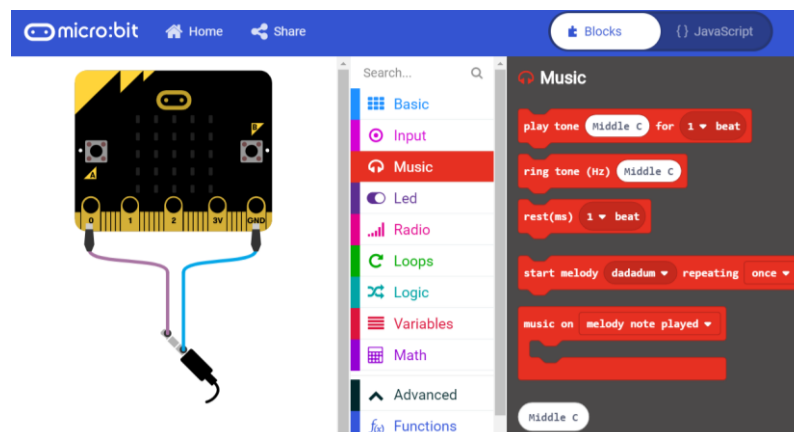 micro:bit Home Share Blocks {} JavaScript
B
A
0 1 2 3V GND
Search...
Basic
Input
Music
Led
Radio
Loops
Logic
Variables
Math
Advanced
f(x) Functions
Music
play tone Middle C for 1 beat
ring tone (Hz) Middle C
rest(ms) 1 beat
start melody dadadum repeating once
music on melody note played
Middle C